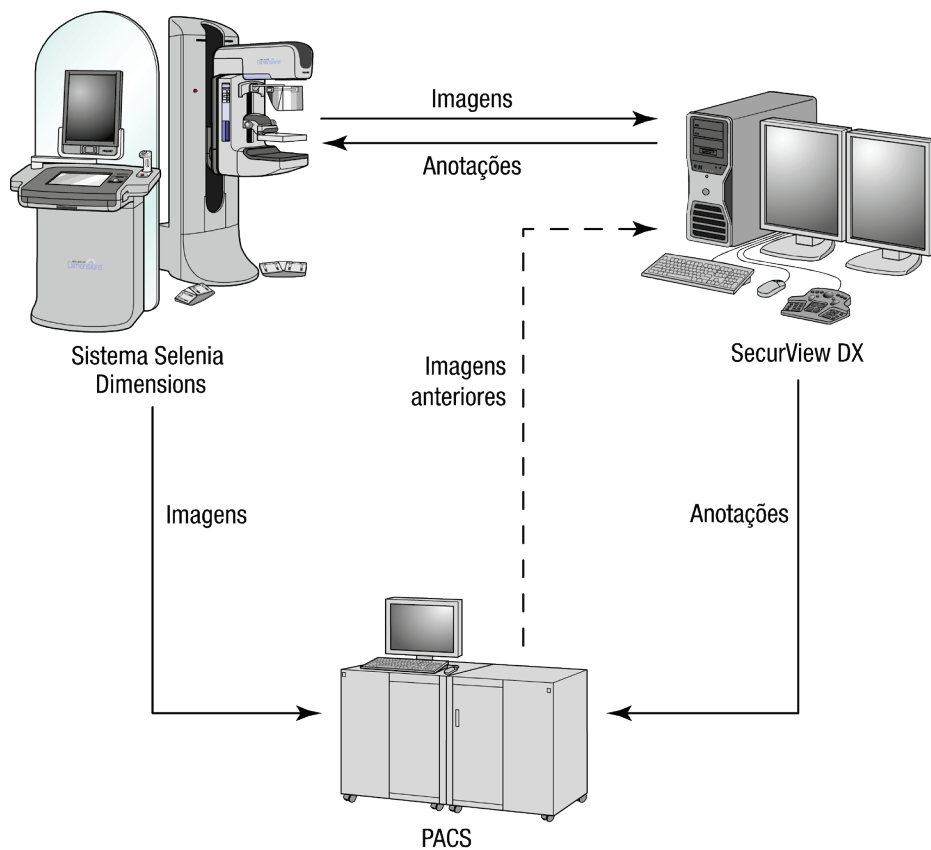 Imagens
Anotações
Sistema Selenia
Dimensions
SecurView DX
Imagens
anteriores
Imagens
Anotações
PACS